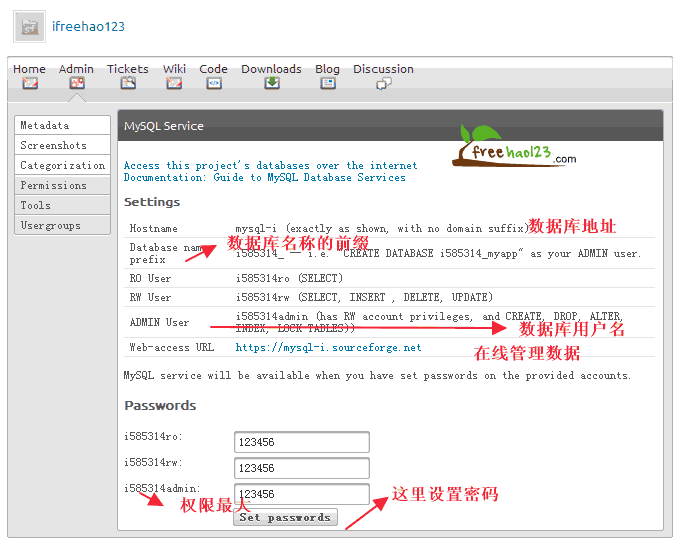 ifreehao123
Home Admin Tickets Wiki Code Downloads Blog Discussion
Metadata
Screenshots
Categorization
Permissions
Tools
Usergroups
MySQL Service
freehao123.com
Access this project's databases over the internet
Documentation: Guide to MySQL Database Services
Settings
Hostname mysql-i (exactly as shown, with no domain suffix) 数据库地址
数据库名称的前缀
Database name prefix i585314_ — i.e. "CREATE DATABASE i585314_myapp" as your ADMIN user.
RO User i585314ro (SELECT)
RW User i585314rw (SELECT, INSERT , DELETE, UPDATE)
ADMIN User i585314admin (has RW account privileges, and CREATE, DROP, ALTER,
INDEX, LOCK TABLES))
数据库用户名
Web-access URL https://mysql-i.sourceforge.net
在线管理数据
MySQL service will be available when you have set passwords on the provided accounts.
Passwords
i585314ro: 123456
i585314rw: 123456
i585314admin: 123456
这里设置密码
权限最大
Set passwords